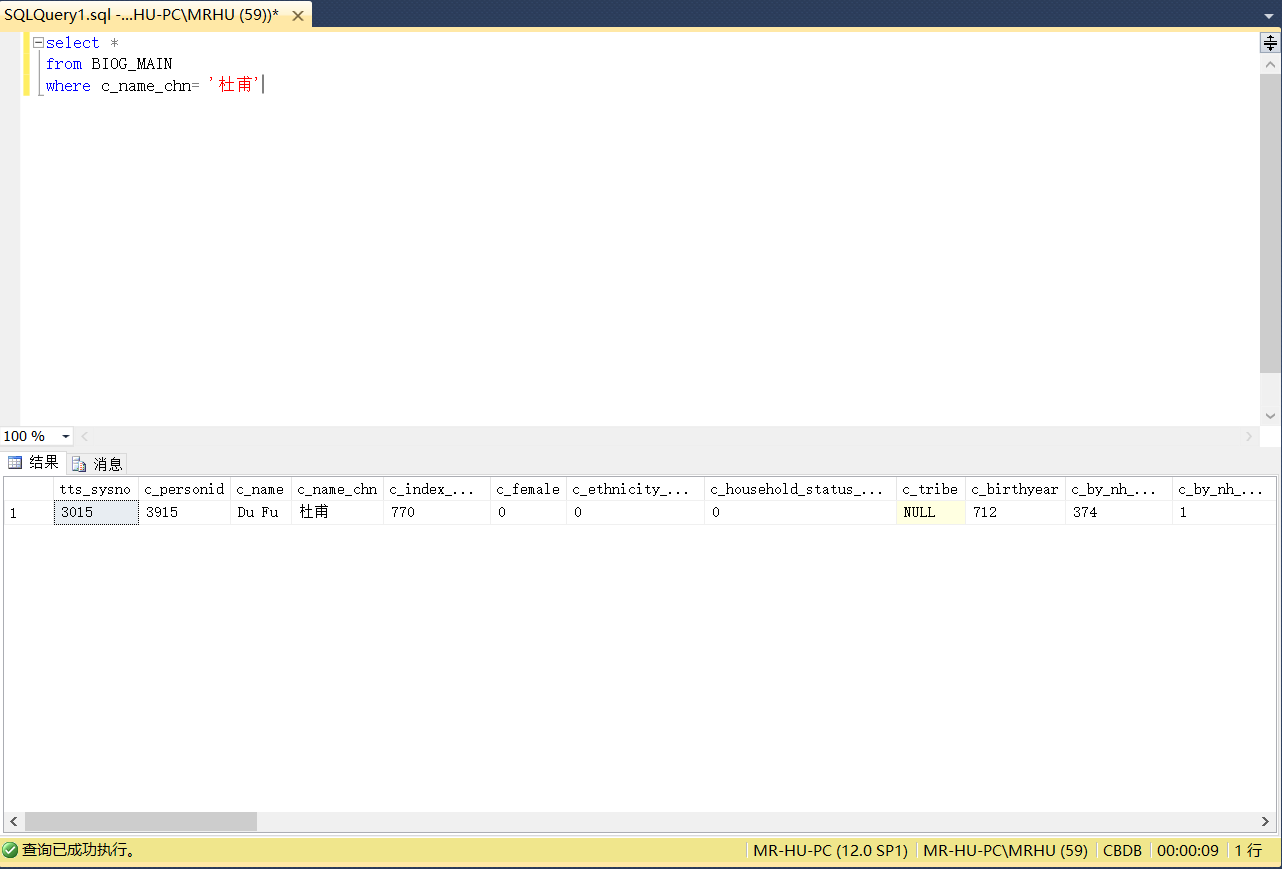 SQLQuery1.sql -...HU-PC\MRHU (59))*
select *
from BIOG_MAIN
where c_name_chn= '杜甫'
100 %
结果 消息
tts_sysno c_personid c_name c_name_chn c_index_... c_female c_ethnicity_... c_household_status_... c_tribe c_birthyear c_by_nh_... c_by_nh_...
1 3015 3915 Du Fu 杜甫 770 0 0 0 NULL 712 374 1
查询已成功执行。 MR-HU-PC (12.0 SP1) MR-HU-PC\MRHU (59) CBDB 00:00:09 1 行